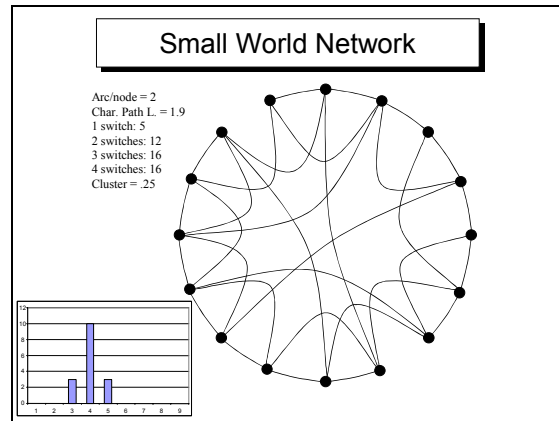 Small World Network
Arc/node = 2
Char. Path L. = 1.9
1 switch: 5
2 switches: 12
3 switches: 16
4 switches: 16
Cluster = .25
12
10
8
6
4
2
0
1 2 3 4 5 6 7 8 9